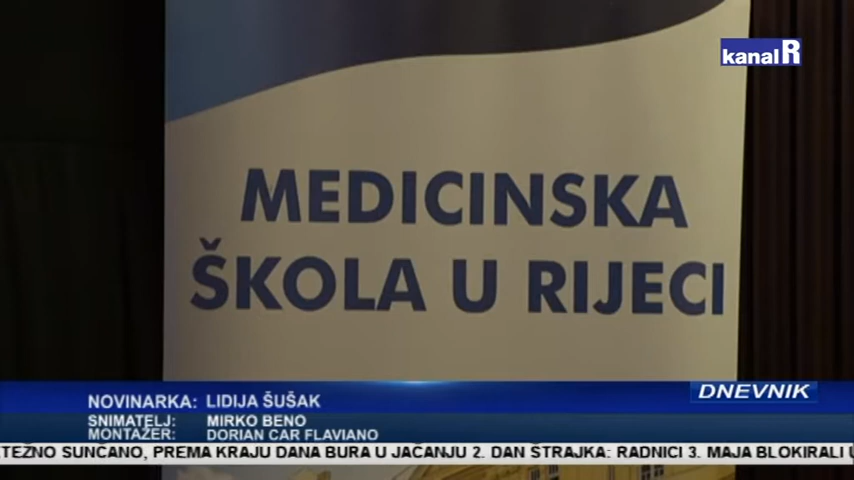 kanalR
MEDICINSKA
ŠKOLA U RIJECI
DNEVNIK
NOVINARKA: LIDIJA ŠUŠAK
SNIMATELJ: MIRKO BENO
MONTAŽER: DORIAN CAR FLAVIANO
TEŽNO SUNČANO, PREMA KRAJU DANA BURA U JAČANJU 2. DAN ŠTRAJKA: RADNICI 3. MAJA BLOKIRALI U